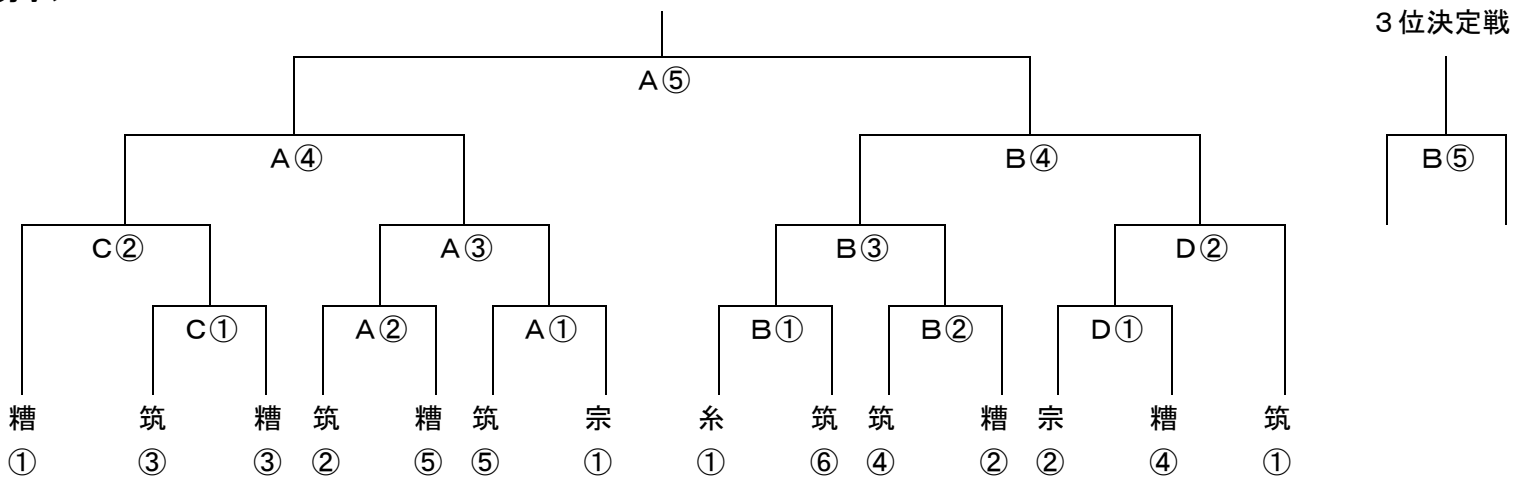 ３位決定戦
Ａ⑤
Ａ④ Ｂ④ Ｂ⑤
Ｃ② Ａ③ Ｂ③ Ｄ②
Ｃ① Ａ② Ａ① Ｂ① Ｂ② Ｄ①
糟 筑 糟 筑 糟 筑 宗 糸 筑 筑 糟 宗 糟 筑
① ③ ③ ② ⑤ ⑤ ① ① ⑥ ④ ② ② ④ ①